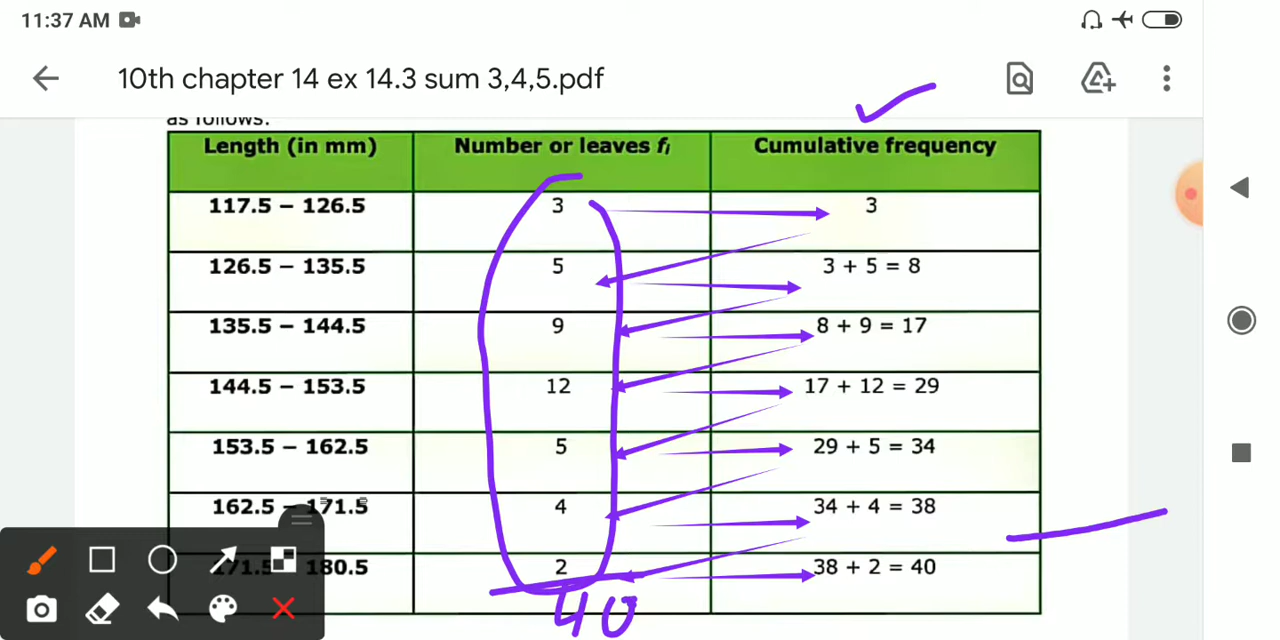 11:37 AM
10th chapter 14 ex 14.3 sum 3,4,5.pdf
as follows:
Length (in mm) Number or leaves fi Cumulative frequency
117.5 – 126.5 3 3
126.5 – 135.5 5 3 + 5 = 8
135.5 – 144.5 9 8 + 9 = 17
144.5 – 153.5 12 17 + 12 = 29
153.5 – 162.5 5 29 + 5 = 34
162.5 – 171.5 4 34 + 4 = 38
171.5 180.5 2 38 + 2 = 40
40